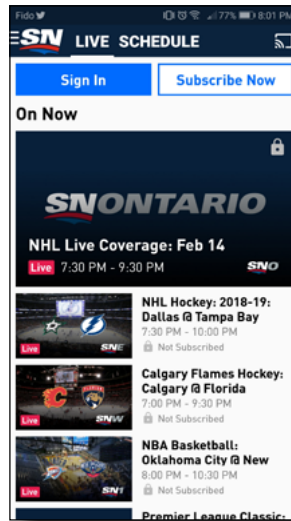 Fido
77% 8:01 PM
SN LIVE SCHEDULE
Sign In
Subscribe Now
On Now
SNONTARIO
NHL Live Coverage: Feb 14
Live 7:30 PM - 9:30 PM
SNO
NHL Hockey: 2018-19:
Dallas @ Tampa Bay
7:30 PM - 10:00 PM
Live
SNE
Not Subscribed
Calgary Flames Hockey:
Calgary @ Florida
7:00 PM - 9:30 PM
Live
SNW
Not Subscribed
NBA Basketball:
Oklahoma City @ New
8:00 PM - 10:30 PM
Live
SN1
Not Subscribed
Premier League Classic: